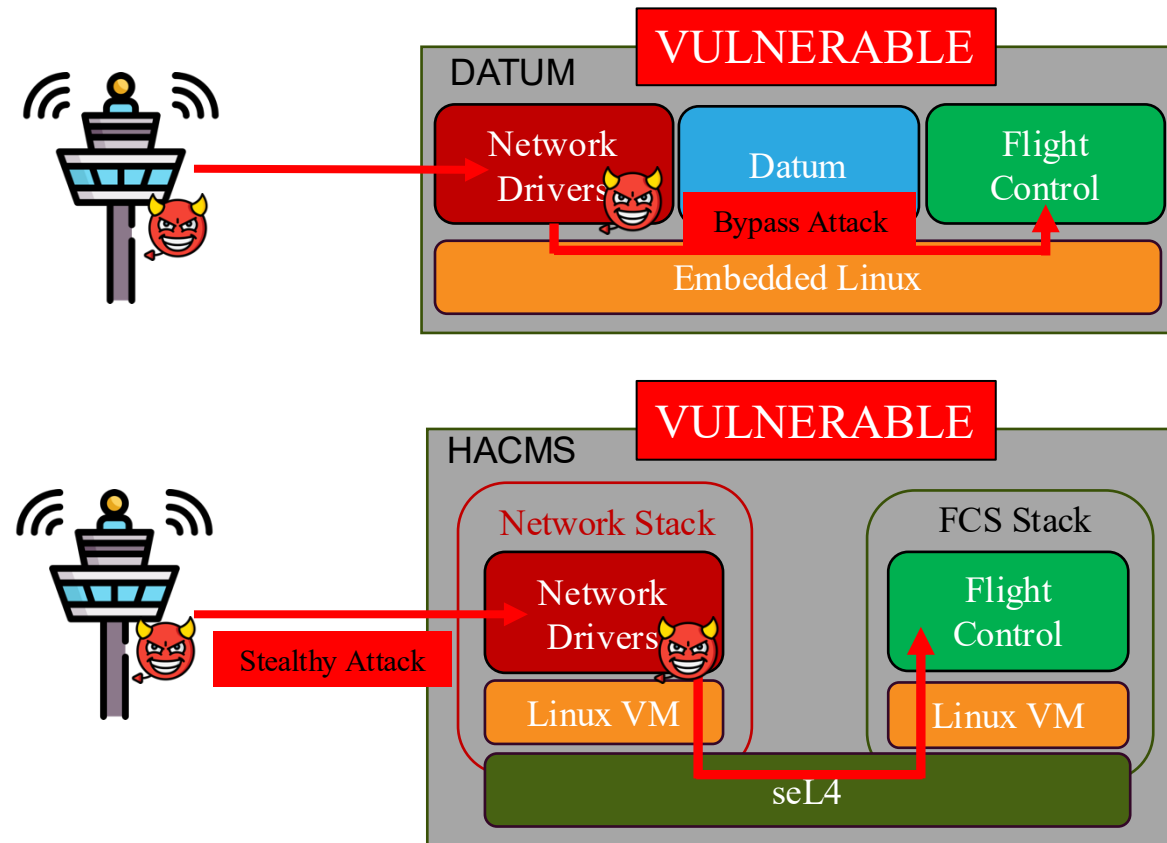 VULNERABLE
DATUM
Network
Drivers
Datum
Flight
Control
Bypass Attack
Embedded Linux
VULNERABLE
HACMS
Network Stack
FCS Stack
Network
Drivers
Flight
Control
Stealthy Attack
Linux VM
Linux VM
seL4